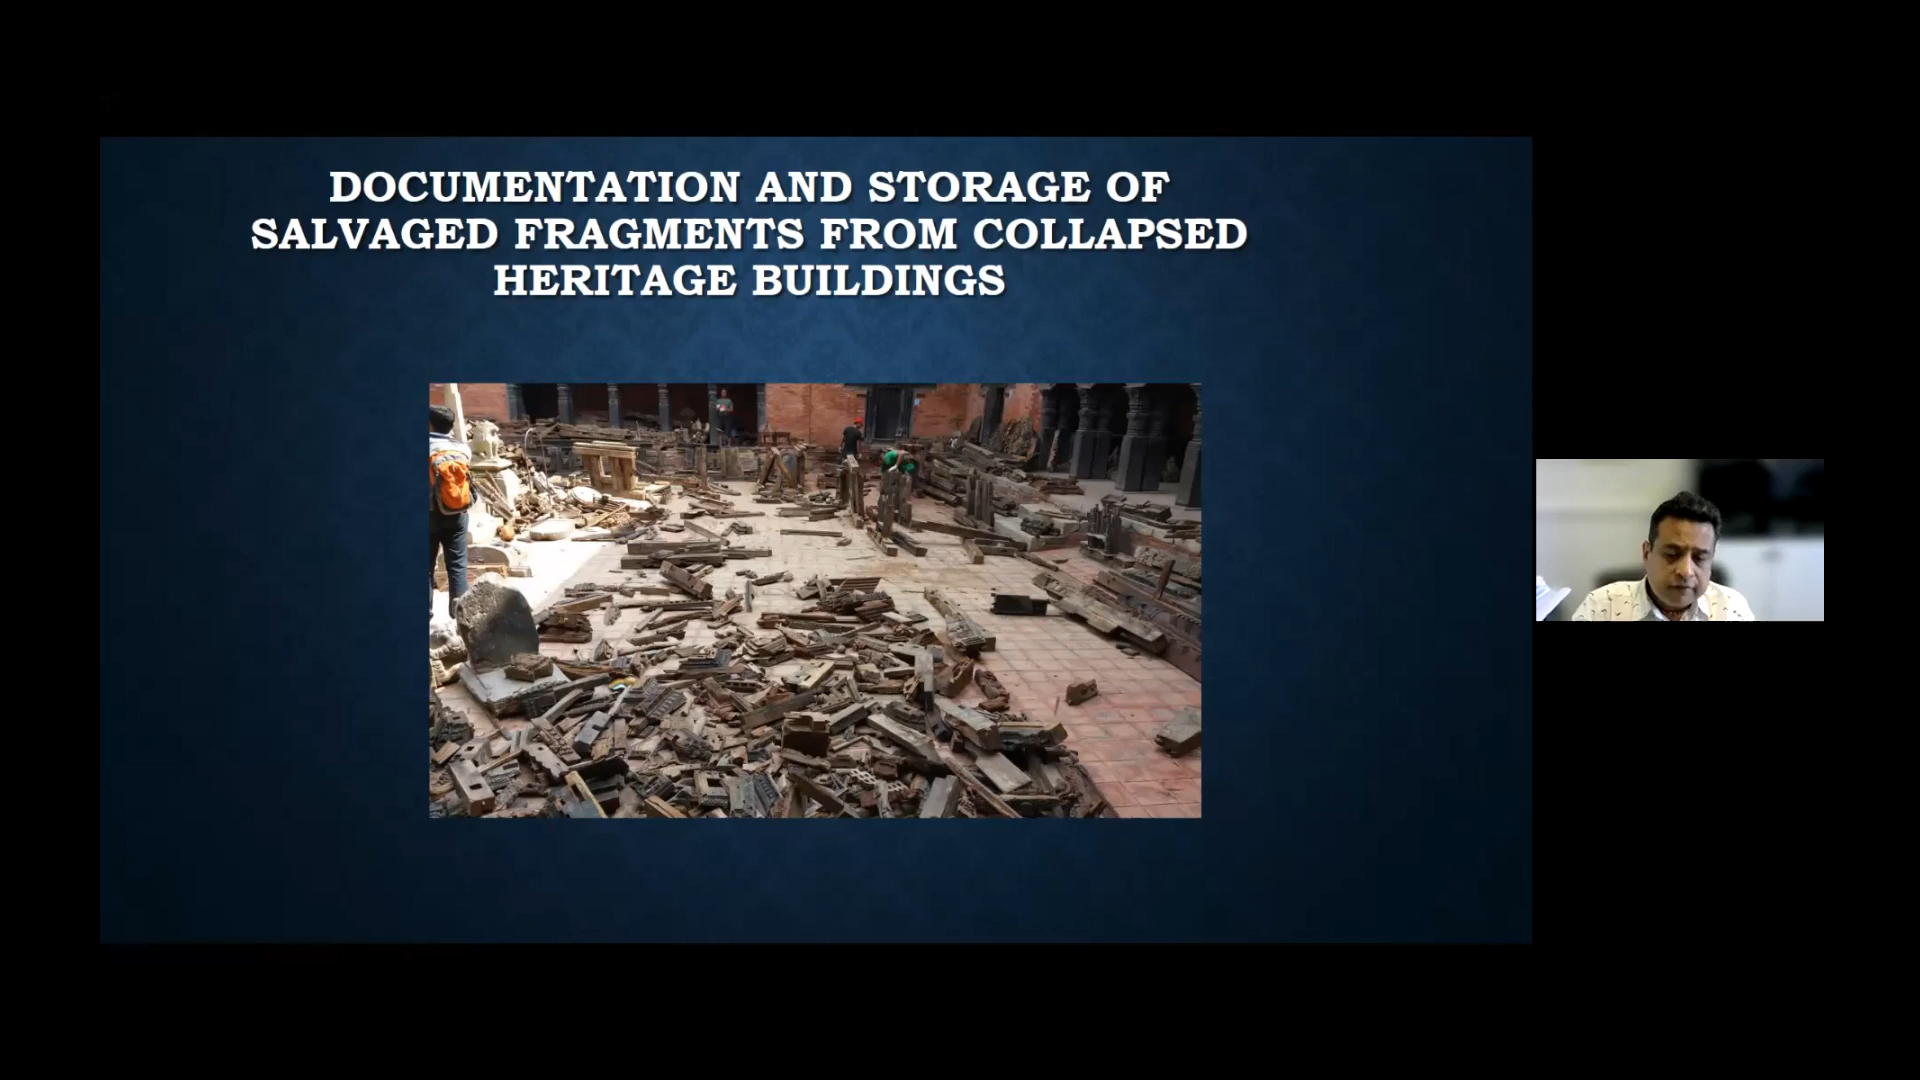 DOCUMENTATION AND STORAGE OF
SALVAGED FRAGMENTS FROM COLLAPSED
HERITAGE BUILDINGS